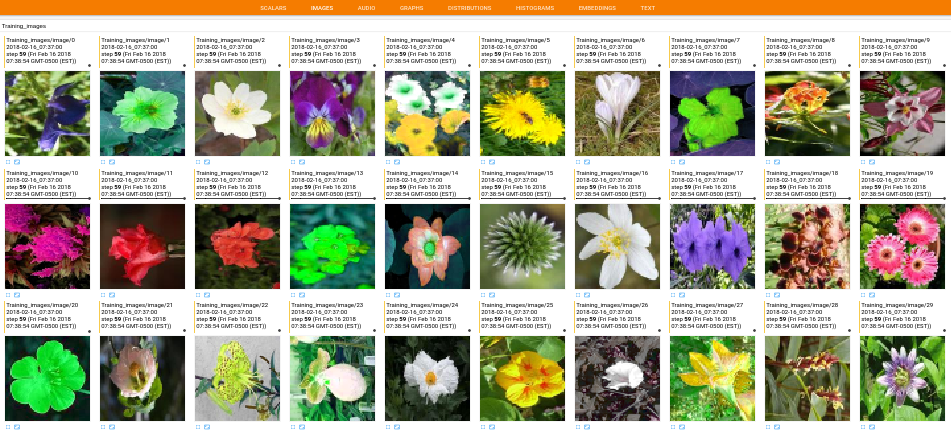 SCALARS IMAGES AUDIO GRAPHS DISTRIBUTIONS HISTOGRAMS EMBEDDINGS TEXT
Training_images
Training_images/image/0
2018-02-16_07:37:00
step 59 (Fri Feb 16 2018
07:38:54 GMT-0500 (EST))
Training_images/image/1
2018-02-16_07:37:00
step 59 (Fri Feb 16 2018
07:38:54 GMT-0500 (EST))
Training_images/image/2
2018-02-16_07:37:00
step 59 (Fri Feb 16 2018
07:38:54 GMT-0500 (EST))
Training_images/image/3
2018-02-16_07:37:00
step 59 (Fri Feb 16 2018
07:38:54 GMT-0500 (EST))
Training_images/image/4
2018-02-16_07:37:00
step 59 (Fri Feb 16 2018
07:38:54 GMT-0500 (EST))
Training_images/image/5
2018-02-16_07:37:00
step 59 (Fri Feb 16 2018
07:38:54 GMT-0500 (EST))
Training_images/image/6
2018-02-16_07:37:00
step 59 (Fri Feb 16 2018
07:38:54 GMT-0500 (EST))
Training_images/image/7
2018-02-16_07:37:00
step 59 (Fri Feb 16 2018
07:38:54 GMT-0500 (EST))
Training_images/image/8
2018-02-16_07:37:00
step 59 (Fri Feb 16 2018
07:38:54 GMT-0500 (EST))
Training_images/image/9
2018-02-16_07:37:00
step 59 (Fri Feb 16 2018
07:38:54 GMT-0500 (EST))
Training_images/image/10
2018-02-16_07:37:00
step 59 (Fri Feb 16 2018
07:38:54 GMT-0500 (EST))
Training_images/image/11
2018-02-16_07:37:00
step 59 (Fri Feb 16 2018
07:38:54 GMT-0500 (EST))
Training_images/image/12
2018-02-16_07:37:00
step 59 (Fri Feb 16 2018
07:38:54 GMT-0500 (EST))
Training_images/image/13
2018-02-16_07:37:00
step 59 (Fri Feb 16 2018
07:38:54 GMT-0500 (EST))
Training_images/image/14
2018-02-16_07:37:00
step 59 (Fri Feb 16 2018
07:38:54 GMT-0500 (EST))
Training_images/image/15
2018-02-16_07:37:00
step 59 (Fri Feb 16 2018
07:38:54 GMT-0500 (EST))
Training_images/image/16
2018-02-16_07:37:00
step 59 (Fri Feb 16 2018
07:38:54 GMT-0500 (EST))
Training_images/image/17
2018-02-16_07:37:00
step 59 (Fri Feb 16 2018
07:38:54 GMT-0500 (EST))
Training_images/image/18
2018-02-16_07:37:00
step 59 (Fri Feb 16 2018
07:38:54 GMT-0500 (EST))
Training_images/image/19
2018-02-16_07:37:00
step 59 (Fri Feb 16 2018
07:38:54 GMT-0500 (EST))
Training_images/image/20
2018-02-16_07:37:00
step 59 (Fri Feb 16 2018
07:38:54 GMT-0500 (EST))
Training_images/image/21
2018-02-16_07:37:00
step 59 (Fri Feb 16 2018
07:38:54 GMT-0500 (EST))
Training_images/image/22
2018-02-16_07:37:00
step 59 (Fri Feb 16 2018
07:38:54 GMT-0500 (EST))
Training_images/image/23
2018-02-16_07:37:00
step 59 (Fri Feb 16 2018
07:38:54 GMT-0500 (EST))
Training_images/image/24
2018-02-16_07:37:00
step 59 (Fri Feb 16 2018
07:38:54 GMT-0500 (EST))
Training_images/image/25
2018-02-16_07:37:00
step 59 (Fri Feb 16 2018
07:38:54 GMT-0500 (EST))
Training_images/image/26
2018-02-16_07:37:00
step 59 (Fri Feb 16 2018
07:38:54 GMT-0500 (EST))
Training_images/image/27
2018-02-16_07:37:00
step 59 (Fri Feb 16 2018
07:38:54 GMT-0500 (EST))
Training_images/image/28
2018-02-16_07:37:00
step 59 (Fri Feb 16 2018
07:38:54 GMT-0500 (EST))
Training_images/image/29
2018-02-16_07:37:00
step 59 (Fri Feb 16 2018
07:38:54 GMT-0500 (EST))